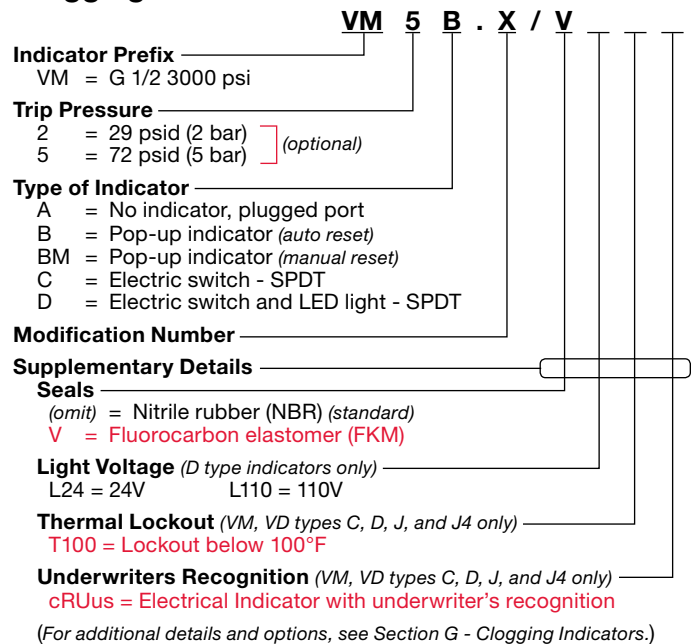 VM 5 B . X / V
Indicator Prefix
VM = G 1/2 3000 psi
Trip Pressure
2 = 29 psid (2 bar)
5 = 72 psid (5 bar)
(optional)
Type of Indicator
A = No indicator, plugged port
B = Pop-up indicator (auto reset)
BM = Pop-up indicator (manual reset)
C = Electric switch - SPDT
D = Electric switch and LED light - SPDT
Modification Number
Supplementary Details
Seals
(omit) = Nitrile rubber (NBR) (standard)
V = Fluorocarbon elastomer (FKM)
Light Voltage (D type indicators only)
L24 = 24V L110 = 110V
Thermal Lockout (VM, VD types C, D, J, and J4 only)
T100 = Lockout below 100°F
Underwriters Recognition (VM, VD types C, D, J, and J4 only)
cRUus = Electrical Indicator with underwriter's recognition
(For additional details and options, see Section G - Clogging Indicators.)